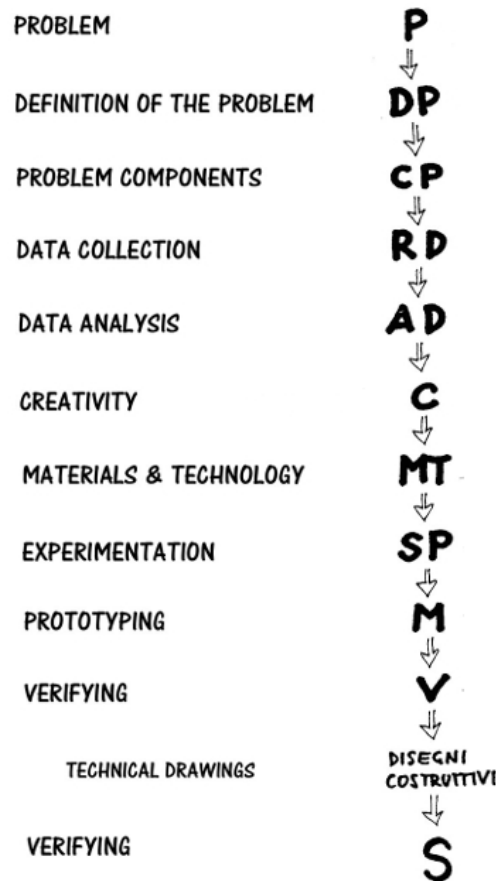 PROBLEM P
DEFINITION OF THE PROBLEM DP
PROBLEM COMPONENTS CP
DATA COLLECTION RD
DATA ANALYSIS AD
CREATIVITY C
MATERIALS & TECHNOLOGY MT
EXPERIMENTATION SP
PROTOTYPING M
VERIFYING V
TECHNICAL DRAWINGS DISEGNI
COSTRUTTIVI
VERIFYING S